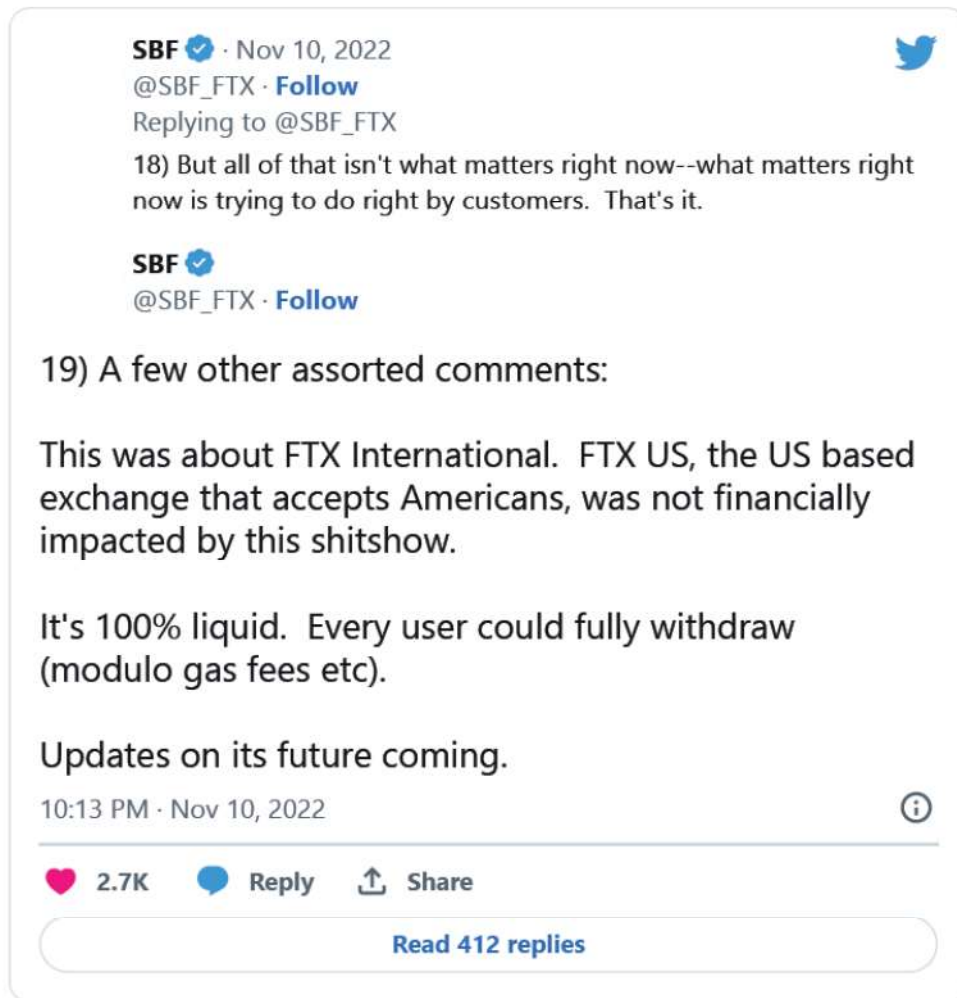 SBF · Nov 10, 2022
@SBF_FTX · Follow
Replying to @SBF_FTX
18) But all of that isn't what matters right now--what matters right
now is trying to do right by customers.  That's it.
SBF
@SBF_FTX · Follow
19) A few other assorted comments:
This was about FTX International.  FTX US, the US based
exchange that accepts Americans, was not financially
impacted by this shitshow.
It's 100% liquid.  Every user could fully withdraw
(modulo gas fees etc).
Updates on its future coming.
10:13 PM · Nov 10, 2022
2.7K Reply Share
Read 412 replies